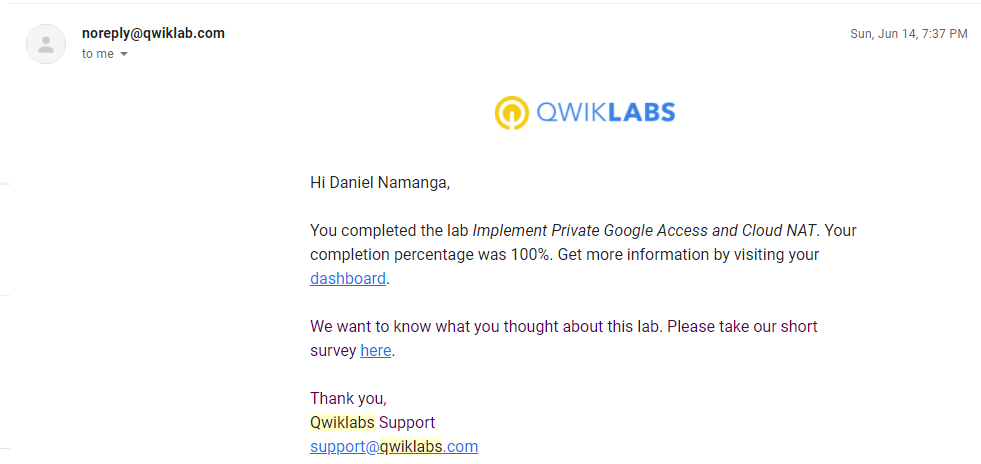 noreply@qwiklab.com
Sun, Jun 14, 7:37 PM
to me
QWIKLABS
Hi Daniel Namanga,
You completed the lab Implement Private Google Access and Cloud NAT. Your
completion percentage was 100%. Get more information by visiting your
dashboard.
We want to know what you thought about this lab. Please take our short
survey here.
Thank you,
Qwiklabs Support
support@qwiklabs.com